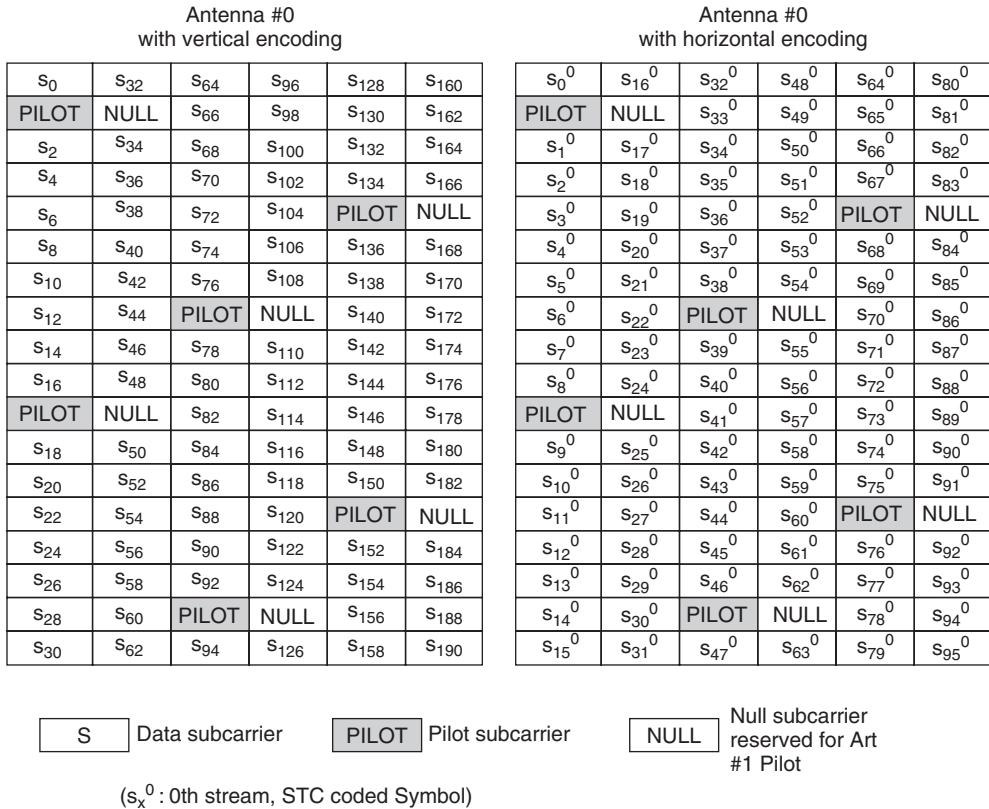 Antenna #0
with vertical encoding
s0 s32 s64 s96 s128 s160
PILOT NULL s66 s98 s130 s162
s2 s34 s68 s100 s132 s164
s4 s36 s70 s102 s134 s166
s6 s38 s72 s104 PILOT NULL
s8 s40 s74 s106 s136 s168
s10 s42 s76 s108 s138 s170
s12 s44 PILOT NULL s140 s172
s14 s46 s78 s110 s142 s174
s16 s48 s80 s112 s144 s176
PILOT NULL s82 s114 s146 s178
s18 s50 s84 s116 s148 s180
s20 s52 s86 s118 s150 s182
s22 s54 s88 s120 PILOT NULL
s24 s56 s90 s122 s152 s184
s26 s58 s92 s124 s154 s186
s28 s60 PILOT NULL s156 s188
s30 s62 s94 s126 s158 s190
Antenna #0
with horizontal encoding
s0^0 s16^0 s32^0 s48^0 s64^0 s80^0
PILOT NULL s33^0 s49^0 s65^0 s81^0
s1^0 s17^0 s34^0 s50^0 s66^0 s82^0
s2^0 s18^0 s35^0 s51^0 s67^0 s83^0
s3^0 s19^0 s36^0 s52^0 PILOT NULL
s4^0 s20^0 s37^0 s53^0 s68^0 s84^0
s5^0 s21^0 s38^0 s54^0 s69^0 s85^0
s6^0 s22^0 PILOT NULL s70^0 s86^0
s7^0 s23^0 s39^0 s55^0 s71^0 s87^0
s8^0 s24^0 s40^0 s56^0 s72^0 s88^0
PILOT NULL s41^0 s57^0 s73^0 s89^0
s9^0 s25^0 s42^0 s58^0 s74^0 s90^0
s10^0 s26^0 s43^0 s59^0 s75^0 s91^0
s11^0 s27^0 s44^0 s60^0 PILOT NULL
s12^0 s28^0 s45^0 s61^0 s76^0 s92^0
s13^0 s29^0 s46^0 s62^0 s77^0 s93^0
s14^0 s30^0 PILOT NULL s78^0 s94^0
s15^0 s31^0 s47^0 s63^0 s79^0 s95^0
S Data subcarrier
PILOT Pilot subcarrier
NULL
Null subcarrier
reserved for Art
#1 Pilot
(sx^0 : 0th stream, STC coded Symbol)